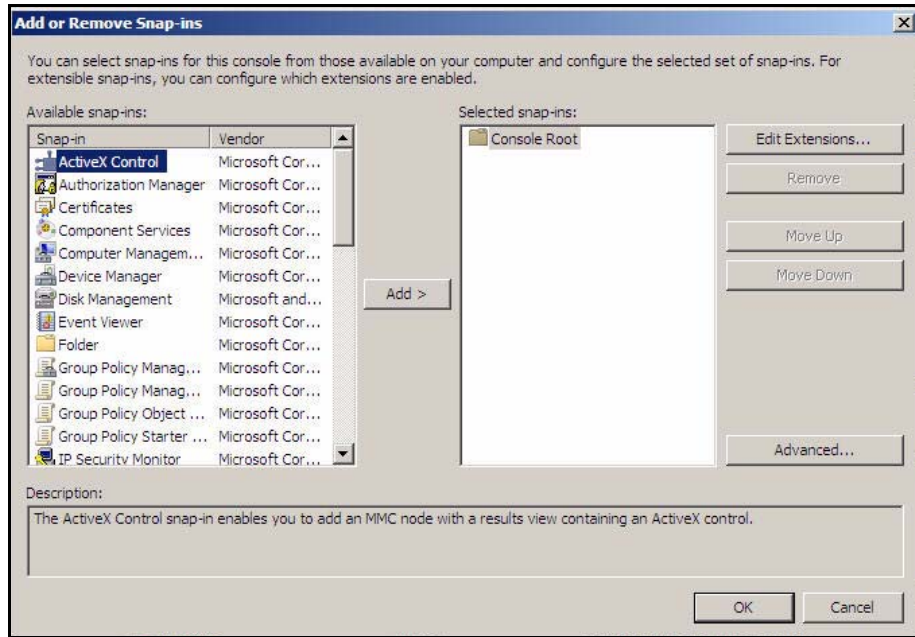 Add or Remove Snap-ins
You can select snap-ins for this console from those available on your computer and configure the selected set of snap-ins. For
extensible snap-ins, you can configure which extensions are enabled.
Available snap-ins:
Snap-in Vendor
ActiveX Control Microsoft Cor...
Authorization Manager Microsoft Cor...
Certificates Microsoft Cor...
Component Services Microsoft Cor...
Computer Managem... Microsoft Cor...
Device Manager Microsoft Cor...
Disk Management Microsoft and...
Event Viewer Microsoft Cor...
Folder Microsoft Cor...
Group Policy Manag... Microsoft Cor...
Group Policy Manag... Microsoft Cor...
Group Policy Object ... Microsoft Cor...
Group Policy Starter ... Microsoft Cor...
IP Security Monitor Microsoft Cor...
Add >
Selected snap-ins:
Console Root
Edit Extensions...
Remove
Move Up
Move Down
Advanced...
Description:
The ActiveX Control snap-in enables you to add an MMC node with a results view containing an ActiveX control.
OK
Cancel